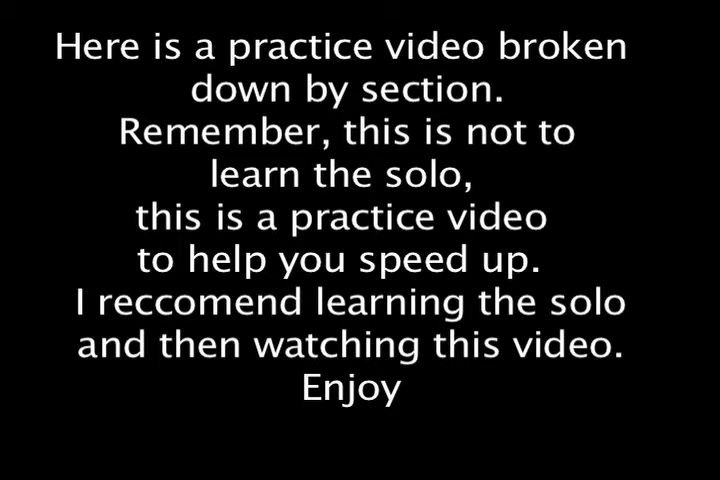 Here is a practice video broken
down by section.
Remember, this is not to
learn the solo,
this is a practice video
to help you speed up.
I reccomend learning the solo
and then watching this video.
Enjoy